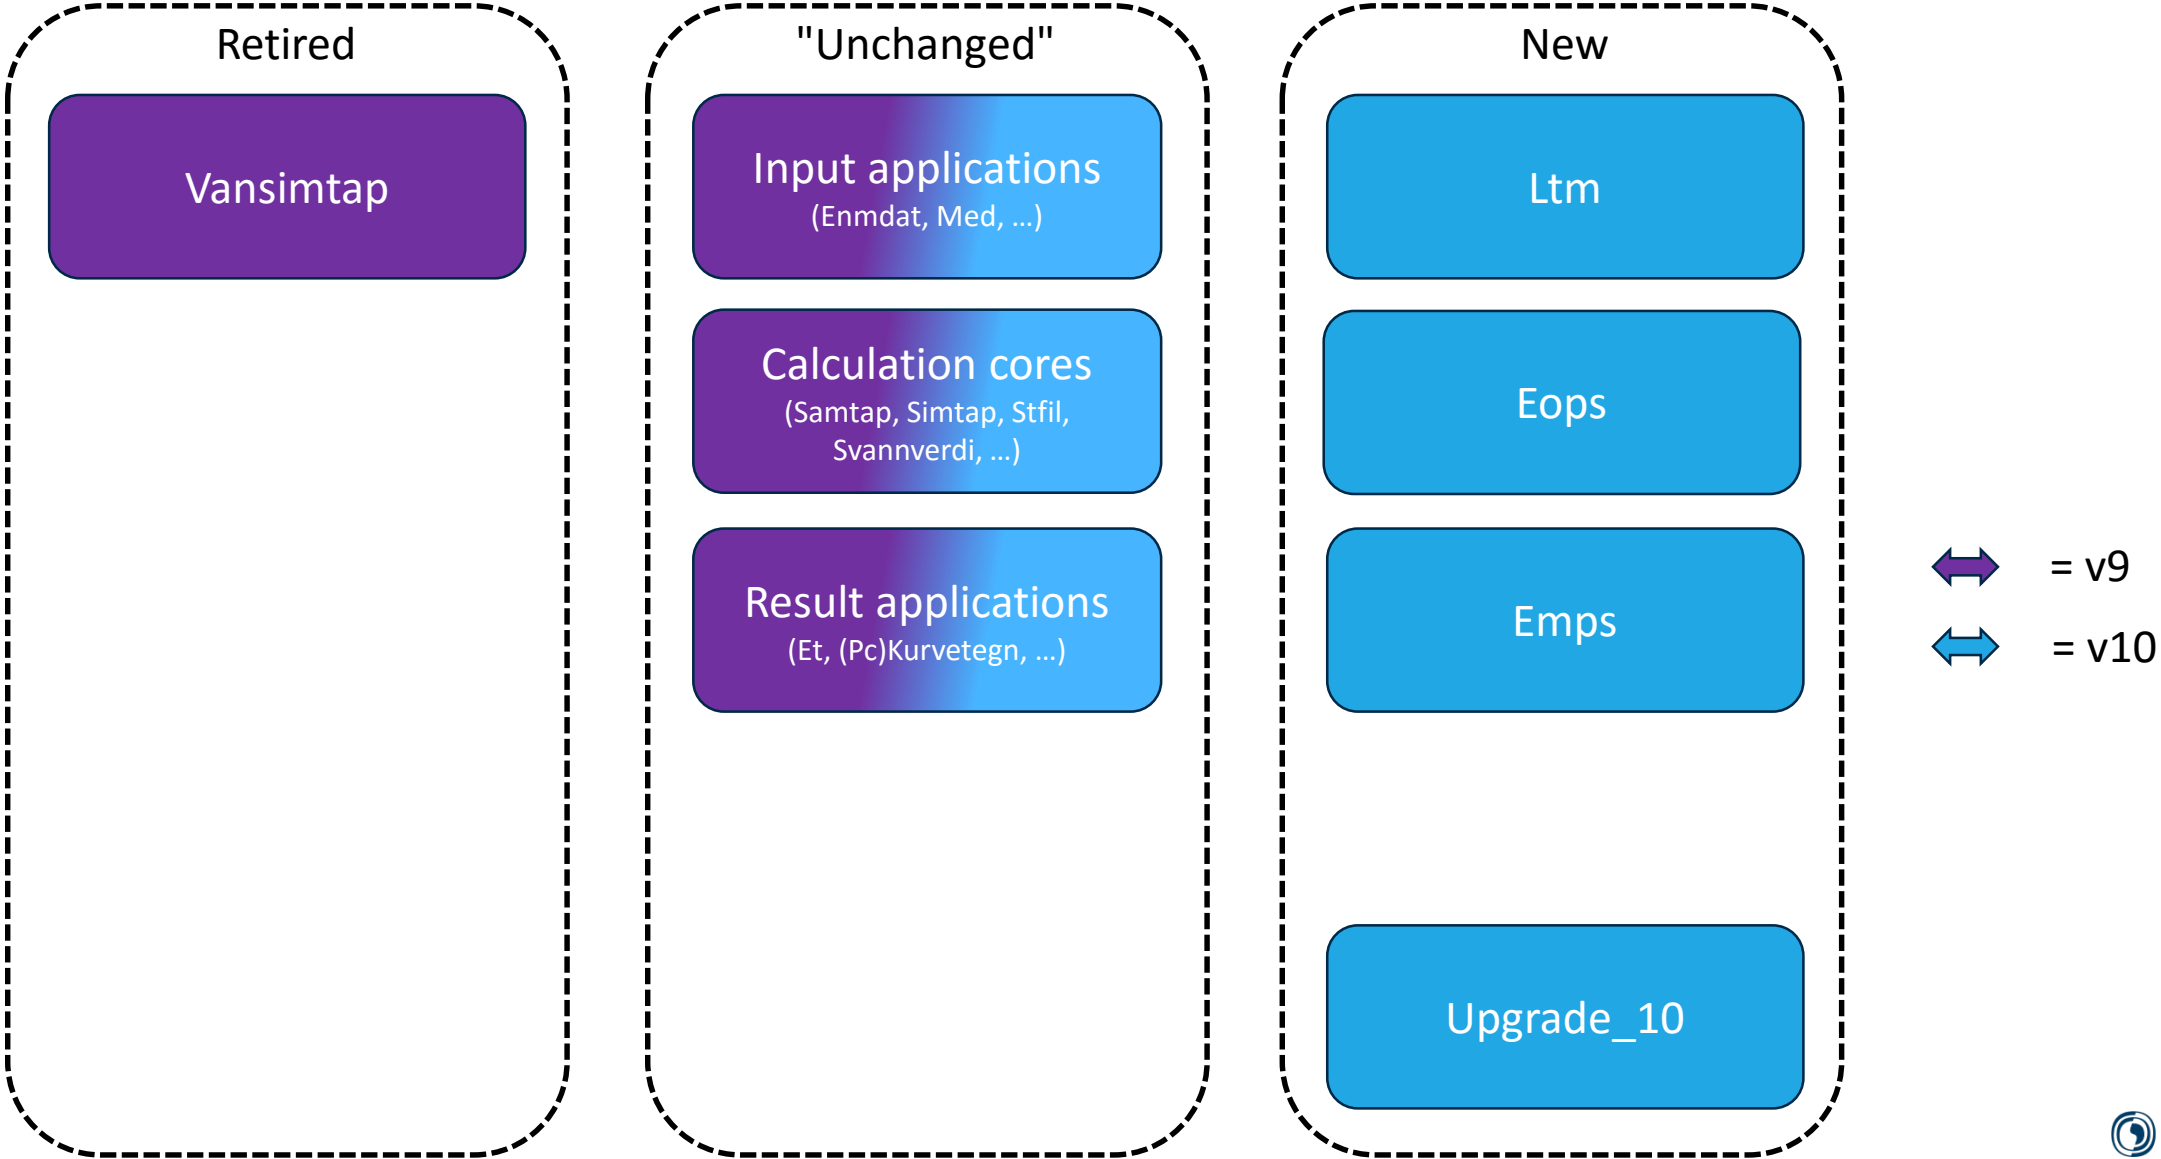 Retired
Vansimtap
"Unchanged"
Input applications
(Enmdat, Med, ...)
Calculation cores
(Samtap, Simtap, Stfil,
Svannverdi, ...)
Result applications
(Et, (Pc)Kurvetegn, ...)
New
Ltm
Eops
Emps
Upgrade_10
= v9
= v10